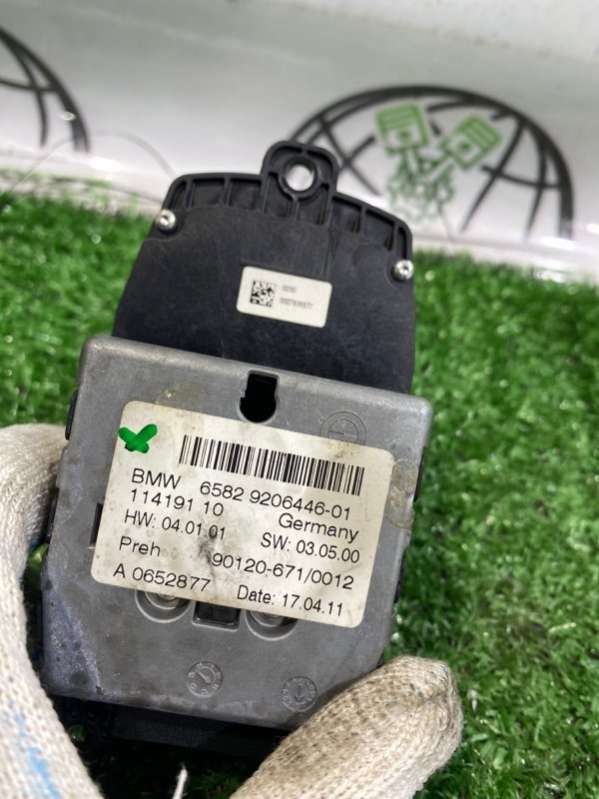 BMW 6582 9206446-01
114191 10 Germany
HW: 04.01.01 SW: 03.05.00
Preh 90120-671/0012
A 0652877 Date: 17.04.11